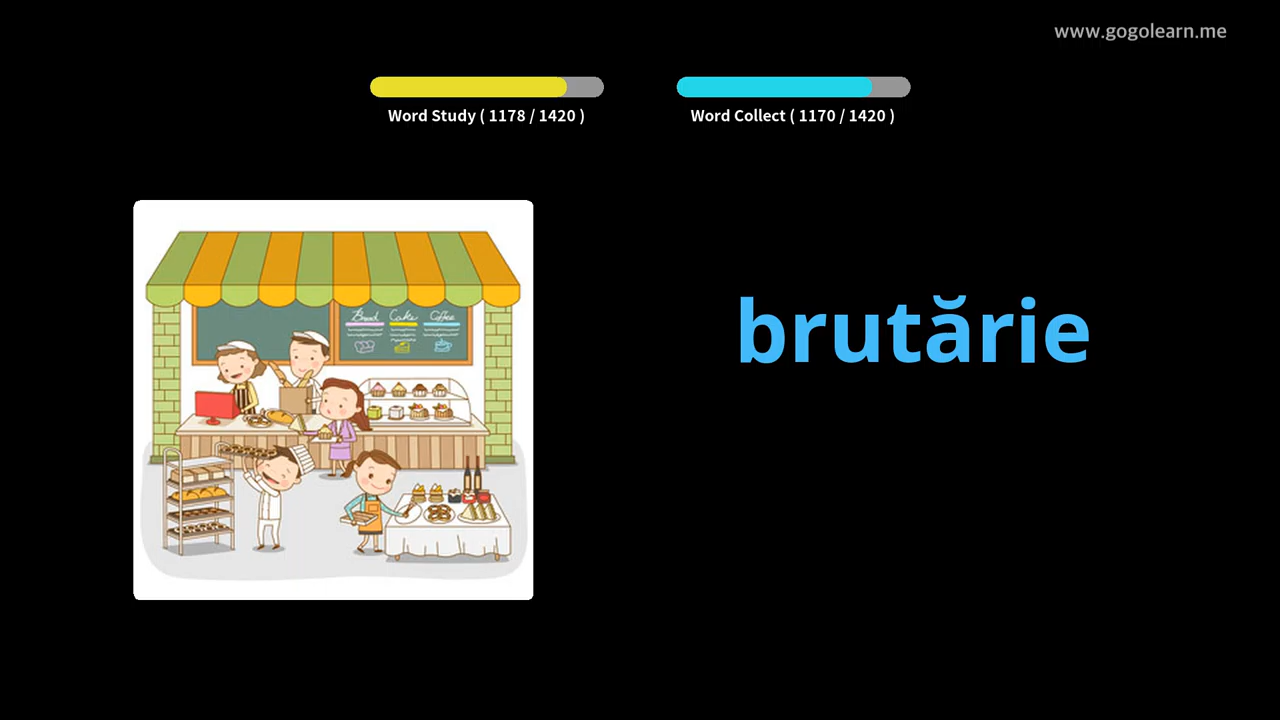 www.gogolearn.me
Word Study ( 1178 / 1420 )
Word Collect ( 1170 / 1420 )
Bread Cake Coffee
brutărie